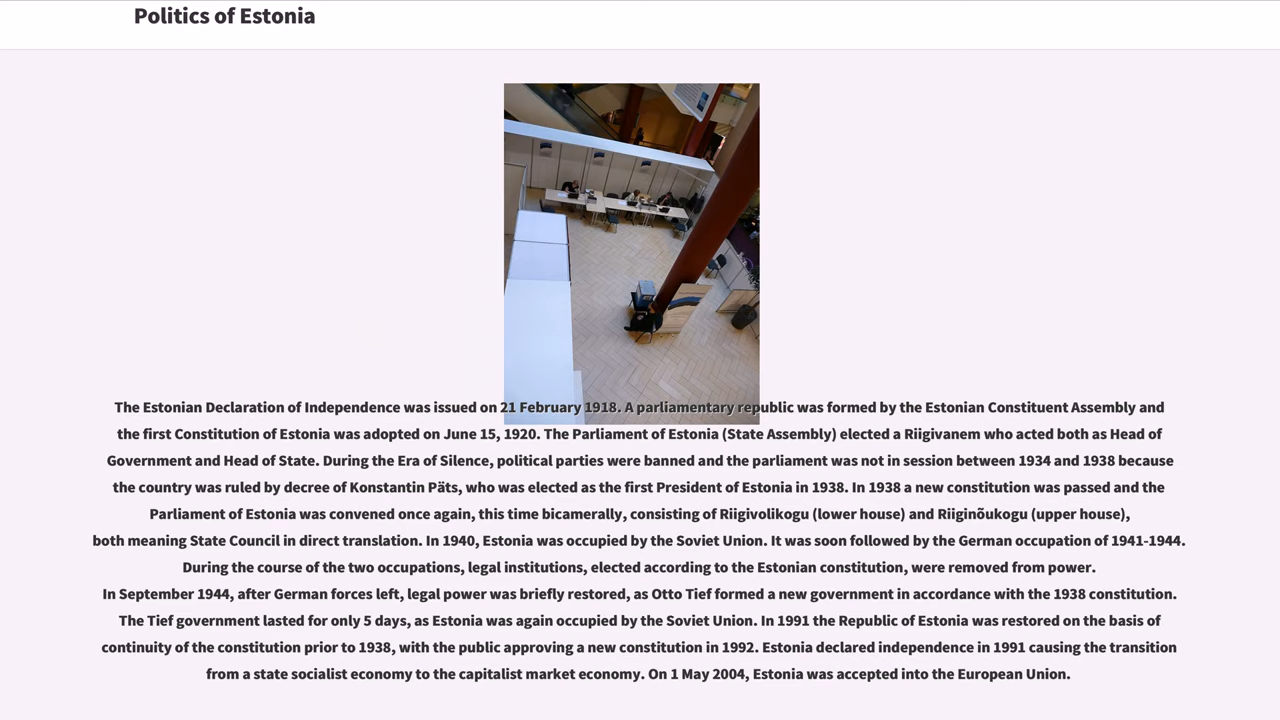 Politics of Estonia
The Estonian Declaration of Independence was issued on 21 February 1918. A parliamentary republic was formed by the Estonian Constituent Assembly and
the first Constitution of Estonia was adopted on June 15, 1920. The Parliament of Estonia (State Assembly) elected a Riigivanem who acted both as Head of
Government and Head of State. During the Era of Silence, political parties were banned and the parliament was not in session between 1934 and 1938 because
the country was ruled by decree of Konstantin Päts, who was elected as the first President of Estonia in 1938. In 1938 a new constitution was passed and the
Parliament of Estonia was convened once again, this time bicamerally, consisting of Riigivolikogu (lower house) and Riiginõukogu (upper house),
both meaning State Council in direct translation. In 1940, Estonia was occupied by the Soviet Union. It was soon followed by the German occupation of 1941-1944.
During the course of the two occupations, legal institutions, elected according to the Estonian constitution, were removed from power.
In September 1944, after German forces left, legal power was briefly restored, as Otto Tief formed a new government in accordance with the 1938 constitution.
The Tief government lasted for only 5 days, as Estonia was again occupied by the Soviet Union. In 1991 the Republic of Estonia was restored on the basis of
continuity of the constitution prior to 1938, with the public approving a new constitution in 1992. Estonia declared independence in 1991 causing the transition
from a state socialist economy to the capitalist market economy. On 1 May 2004, Estonia was accepted into the European Union.